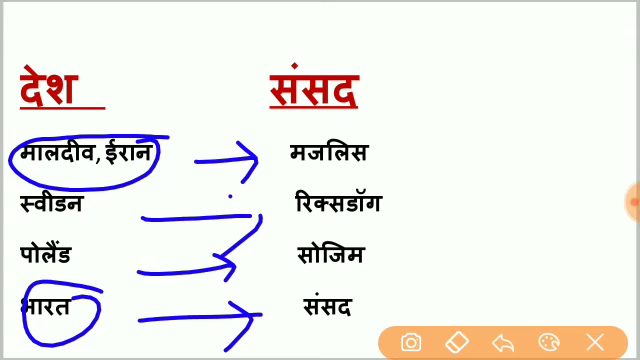 देश संसद
मालदीव, ईरान मजलिस
स्वीडन रिक्सडॉग
पोलैंड सोजिम
भारत संसद